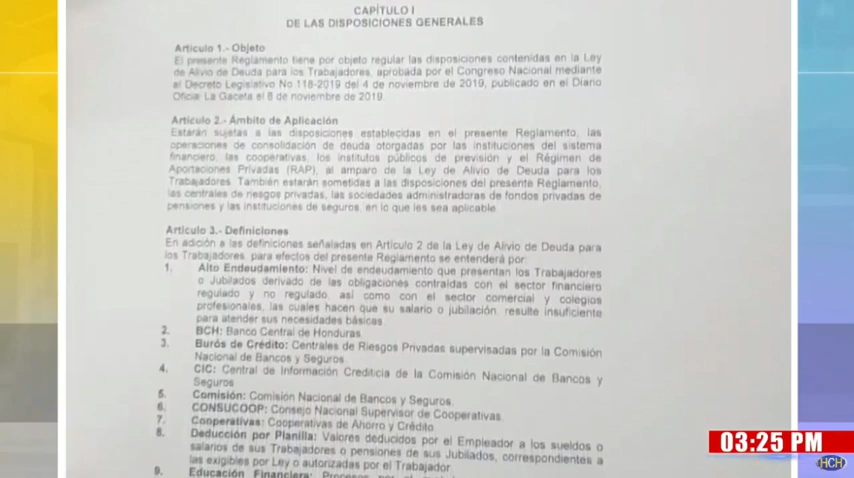 CAPÍTULO I
DE LAS DISPOSICIONES GENERALES
Artículo 1.- Objeto
El presente Reglamento tiene por objeto regular las disposiciones contenidas en la Ley
de Alivio de Deuda para los Trabajadores, aprobada por el Congreso Nacional mediante
el Decreto Legislativo No.118-2019 del 4 de noviembre de 2019, publicado en el Diario
Oficial La Gaceta el 8 de noviembre de 2019.
Artículo 2.- Ámbito de Aplicación
Estarán sujetas a las disposiciones establecidas en el presente Reglamento, las
operaciones de consolidación de deuda otorgadas por las instituciones del sistema
financiero, las cooperativas, los institutos públicos de previsión y el Régimen de
Aportaciones Privadas (RAP), al amparo de la Ley de Alivio de Deuda para los
Trabajadores. También estarán sometidas a las disposiciones del presente Reglamento,
las centrales de riesgos privadas, las sociedades administradoras de fondos privadas de
pensiones y las instituciones de seguros, en lo que les sea aplicable.
Artículo 3.- Definiciones
En adición a las definiciones señaladas en Artículo 2 de la Ley de Alivio de Deuda para
los Trabajadores, para efectos del presente Reglamento se entenderá por:
1. Alto Endeudamiento: Nivel de endeudamiento que presentan los Trabajadores
o Jubilados derivado de las obligaciones contraídas con el sector financiero
regulado y no regulado, así como con el sector comercial y colegios
profesionales, las cuales hacen que su salario o jubilación, resulte insuficiente
para atender sus necesidades básicas.
2. BCH: Banco Central de Honduras.
3. Burós de Crédito: Centrales de Riesgos Privadas supervisadas por la Comisión
Nacional de Bancos y Seguros.
4. CIC: Central de Información Crediticia de la Comisión Nacional de Bancos y
Seguros
5. Comisión: Comisión Nacional de Bancos y Seguros.
6. CONSUCOOP: Consejo Nacional Supervisor de Cooperativas.
7. Cooperativas: Cooperativas de Ahorro y Crédito.
8. Deducción por Planilla: Valores deducidos por el Empleador a los sueldos o
salarios de sus Trabajadores o pensiones de sus Jubilados, correspondientes a
las exigibles por Ley o autorizadas por el Trabajador.
9. Educación Financiera:
03:25 PM
HCH